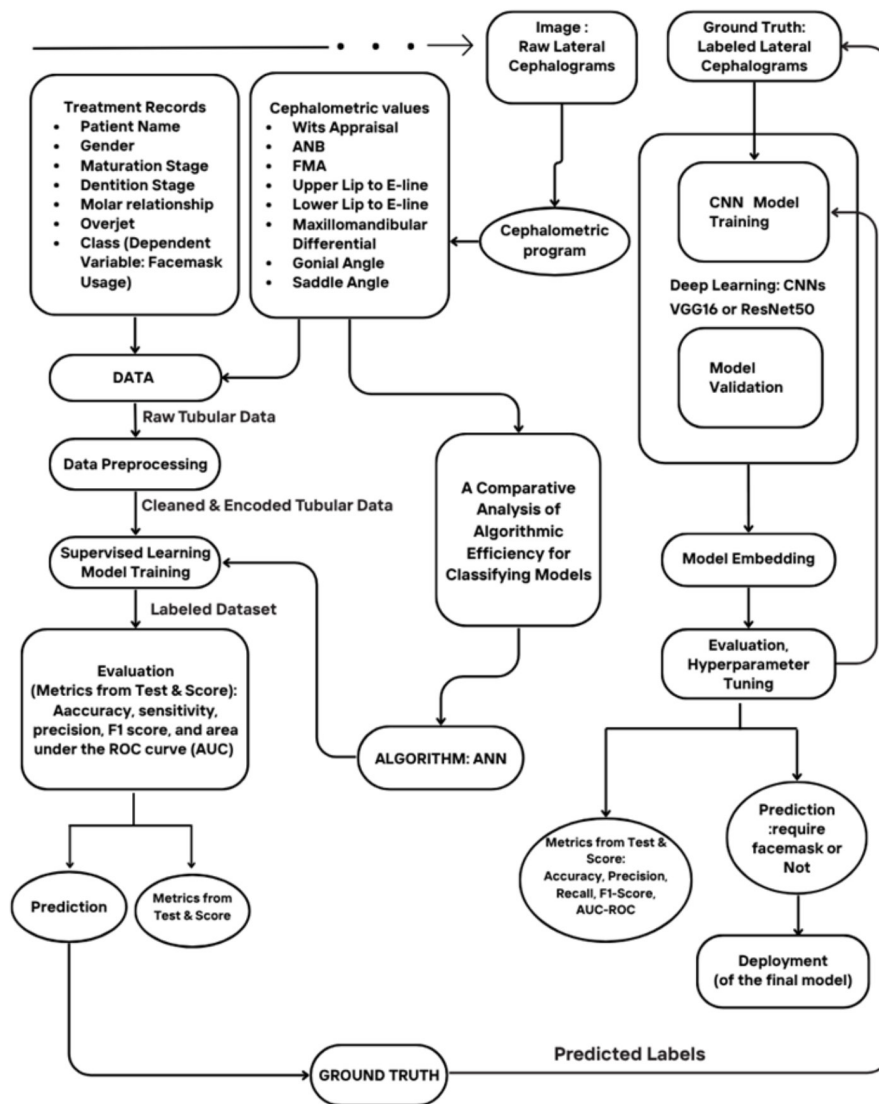 Image :
Raw Lateral
Cephalograms
Ground Truth:
Labeled Lateral
Cephalograms
Treatment Records
• Patient Name
• Gender
• Maturation Stage
• Dentition Stage
• Molar relationship
• Overjet
• Class (Dependent
Variable: Facemask
Usage)
Cephalometric values
• Wits Appraisal
• ANB
• FMA
• Upper Lip to E-line
• Lower Lip to E-line
• Maxillomandibular
Differential
• Gonial Angle
• Saddle Angle
Cephalometric
program
CNN Model
Training
Deep Learning: CNNs
VGG16 or ResNet50
Model
Validation
DATA
Raw Tubular Data
Data Preprocessing
Cleaned & Encoded Tubular Data
Supervised Learning
Model Training
Labeled Dataset
Evaluation
(Metrics from Test & Score):
Aaccuracy, sensitivity,
precision, F1 score, and area
under the ROC curve (AUC)
A Comparative
Analysis of
Algorithmic
Efficiency for
Classifying Models
ALGORITHM: ANN
Model Embedding
Evaluation,
Hyperparameter
Tuning
Prediction
Metrics from
Test & Score
Metrics from Test &
Score:
Accuracy, Precision,
Recall, F1-Score,
AUC-ROC
Prediction
:require
facemask or
Not
Deployment
(of the final model)
GROUND TRUTH
Predicted Labels